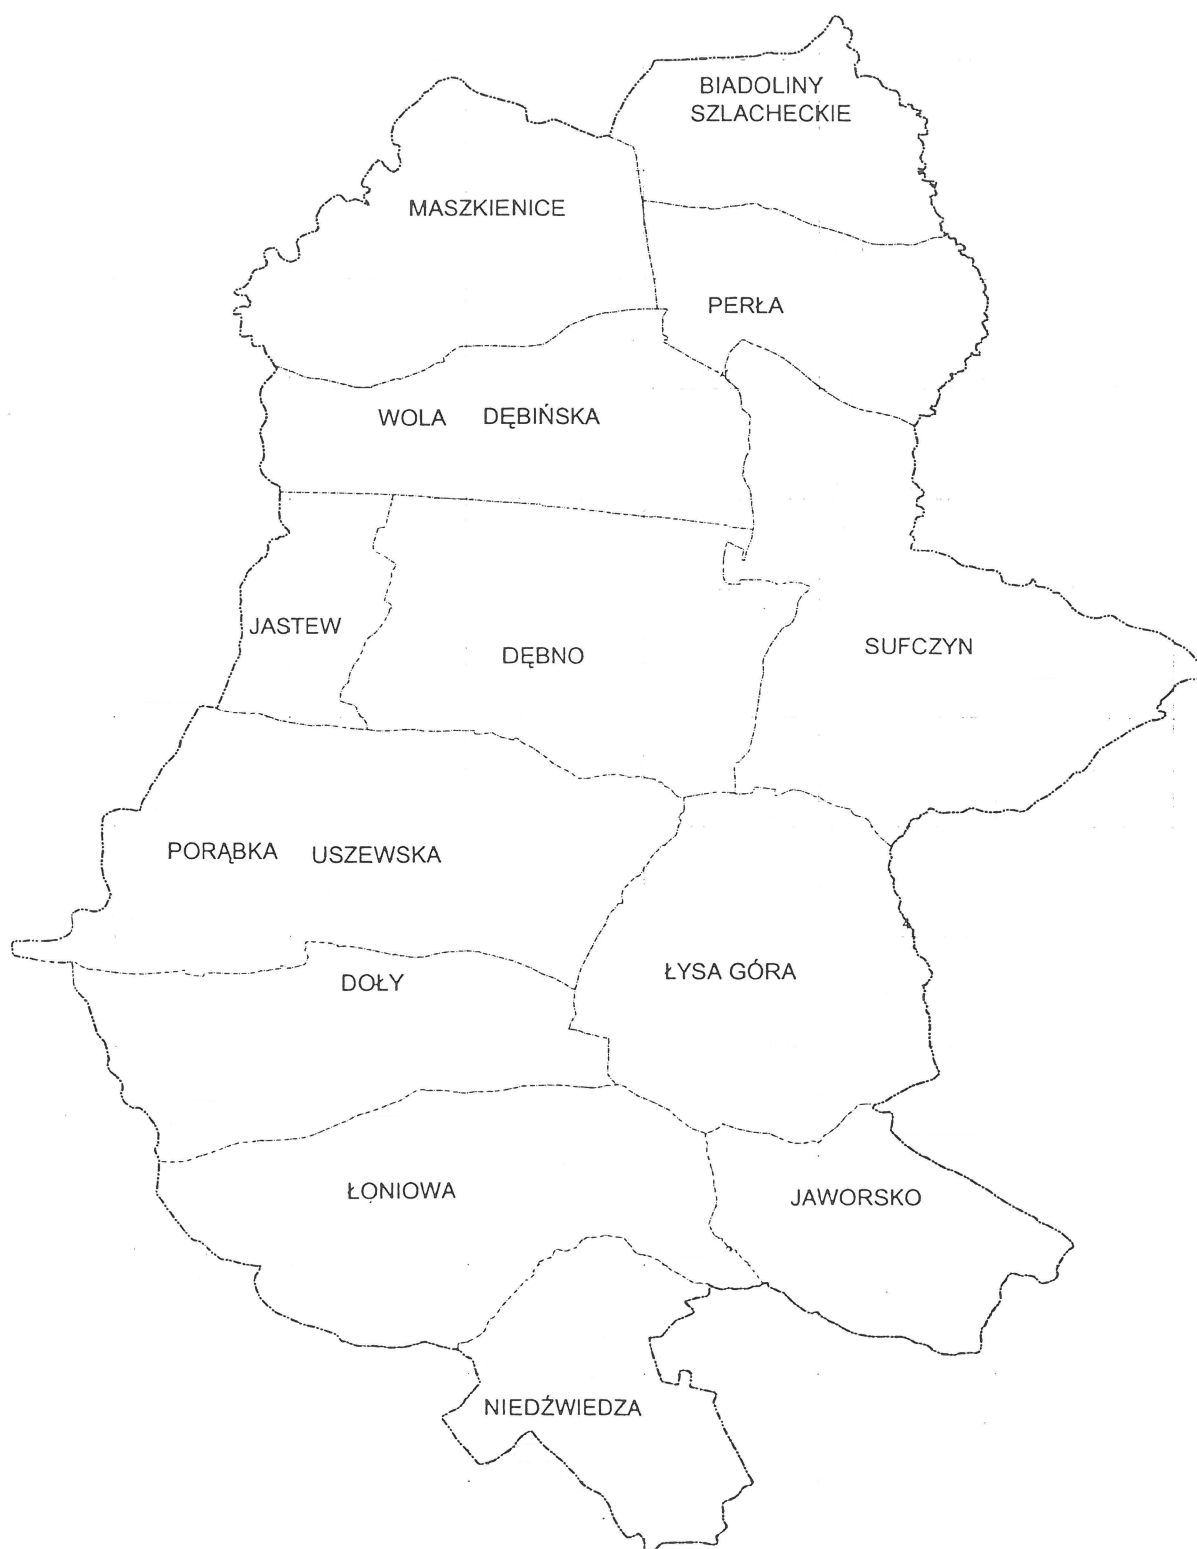 BIADOLINY
SZLACHECKIE
MASZKIENICE
PERŁA
WOLA DĘBIŃSKA
JASTEW
DĘBNO
SUFCZYN
PORĄBKA USZEWSKA
ŁYSA GÓRA
DOŁY
ŁONIOWA
JAWORSKO
NIEDŹWIEDZA